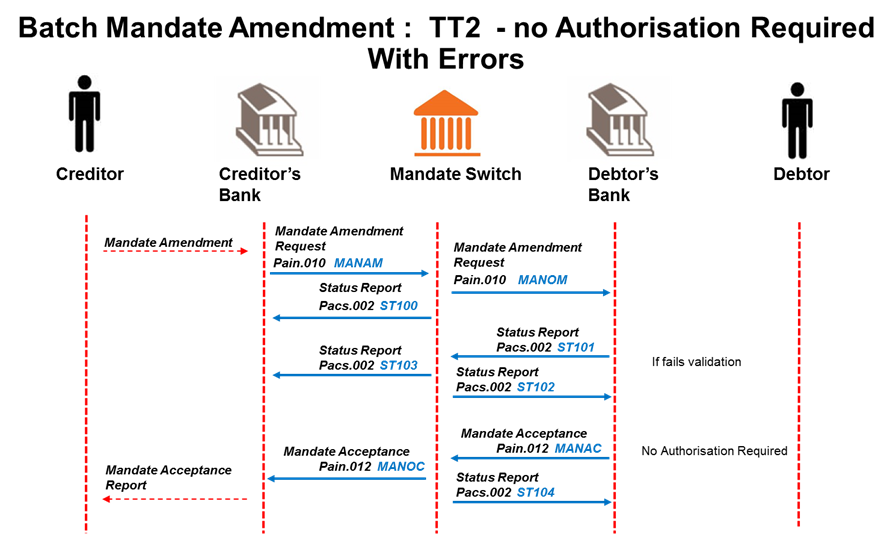 Batch Mandate Amendment :  TT2  - no Authorisation Required
With Errors
Creditor
Creditor's
Bank
Mandate Switch
Debtor's
Bank
Debtor
Mandate Amendment
Mandate Amendment
Request
Pain.010 MANAM
Mandate Amendment
Request
Pain.010 MANOM
Status Report
Pacs.002 ST100
Status Report
Pacs.002 ST101
If fails validation
Status Report
Pacs.002 ST103
Status Report
Pacs.002 ST102
Mandate Acceptance
Pain.012 MANAC
No Authorisation Required
Mandate Acceptance
Pain.012 MANOC
Mandate Acceptance
Report
Status Report
Pacs.002 ST104